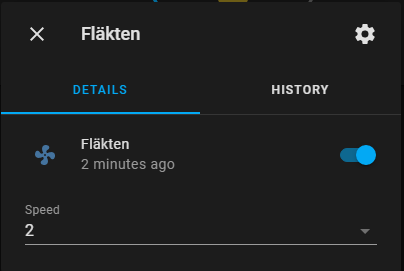 Fläkten
DETAILS
HISTORY
Fläkten
2 minutes ago
Speed
2